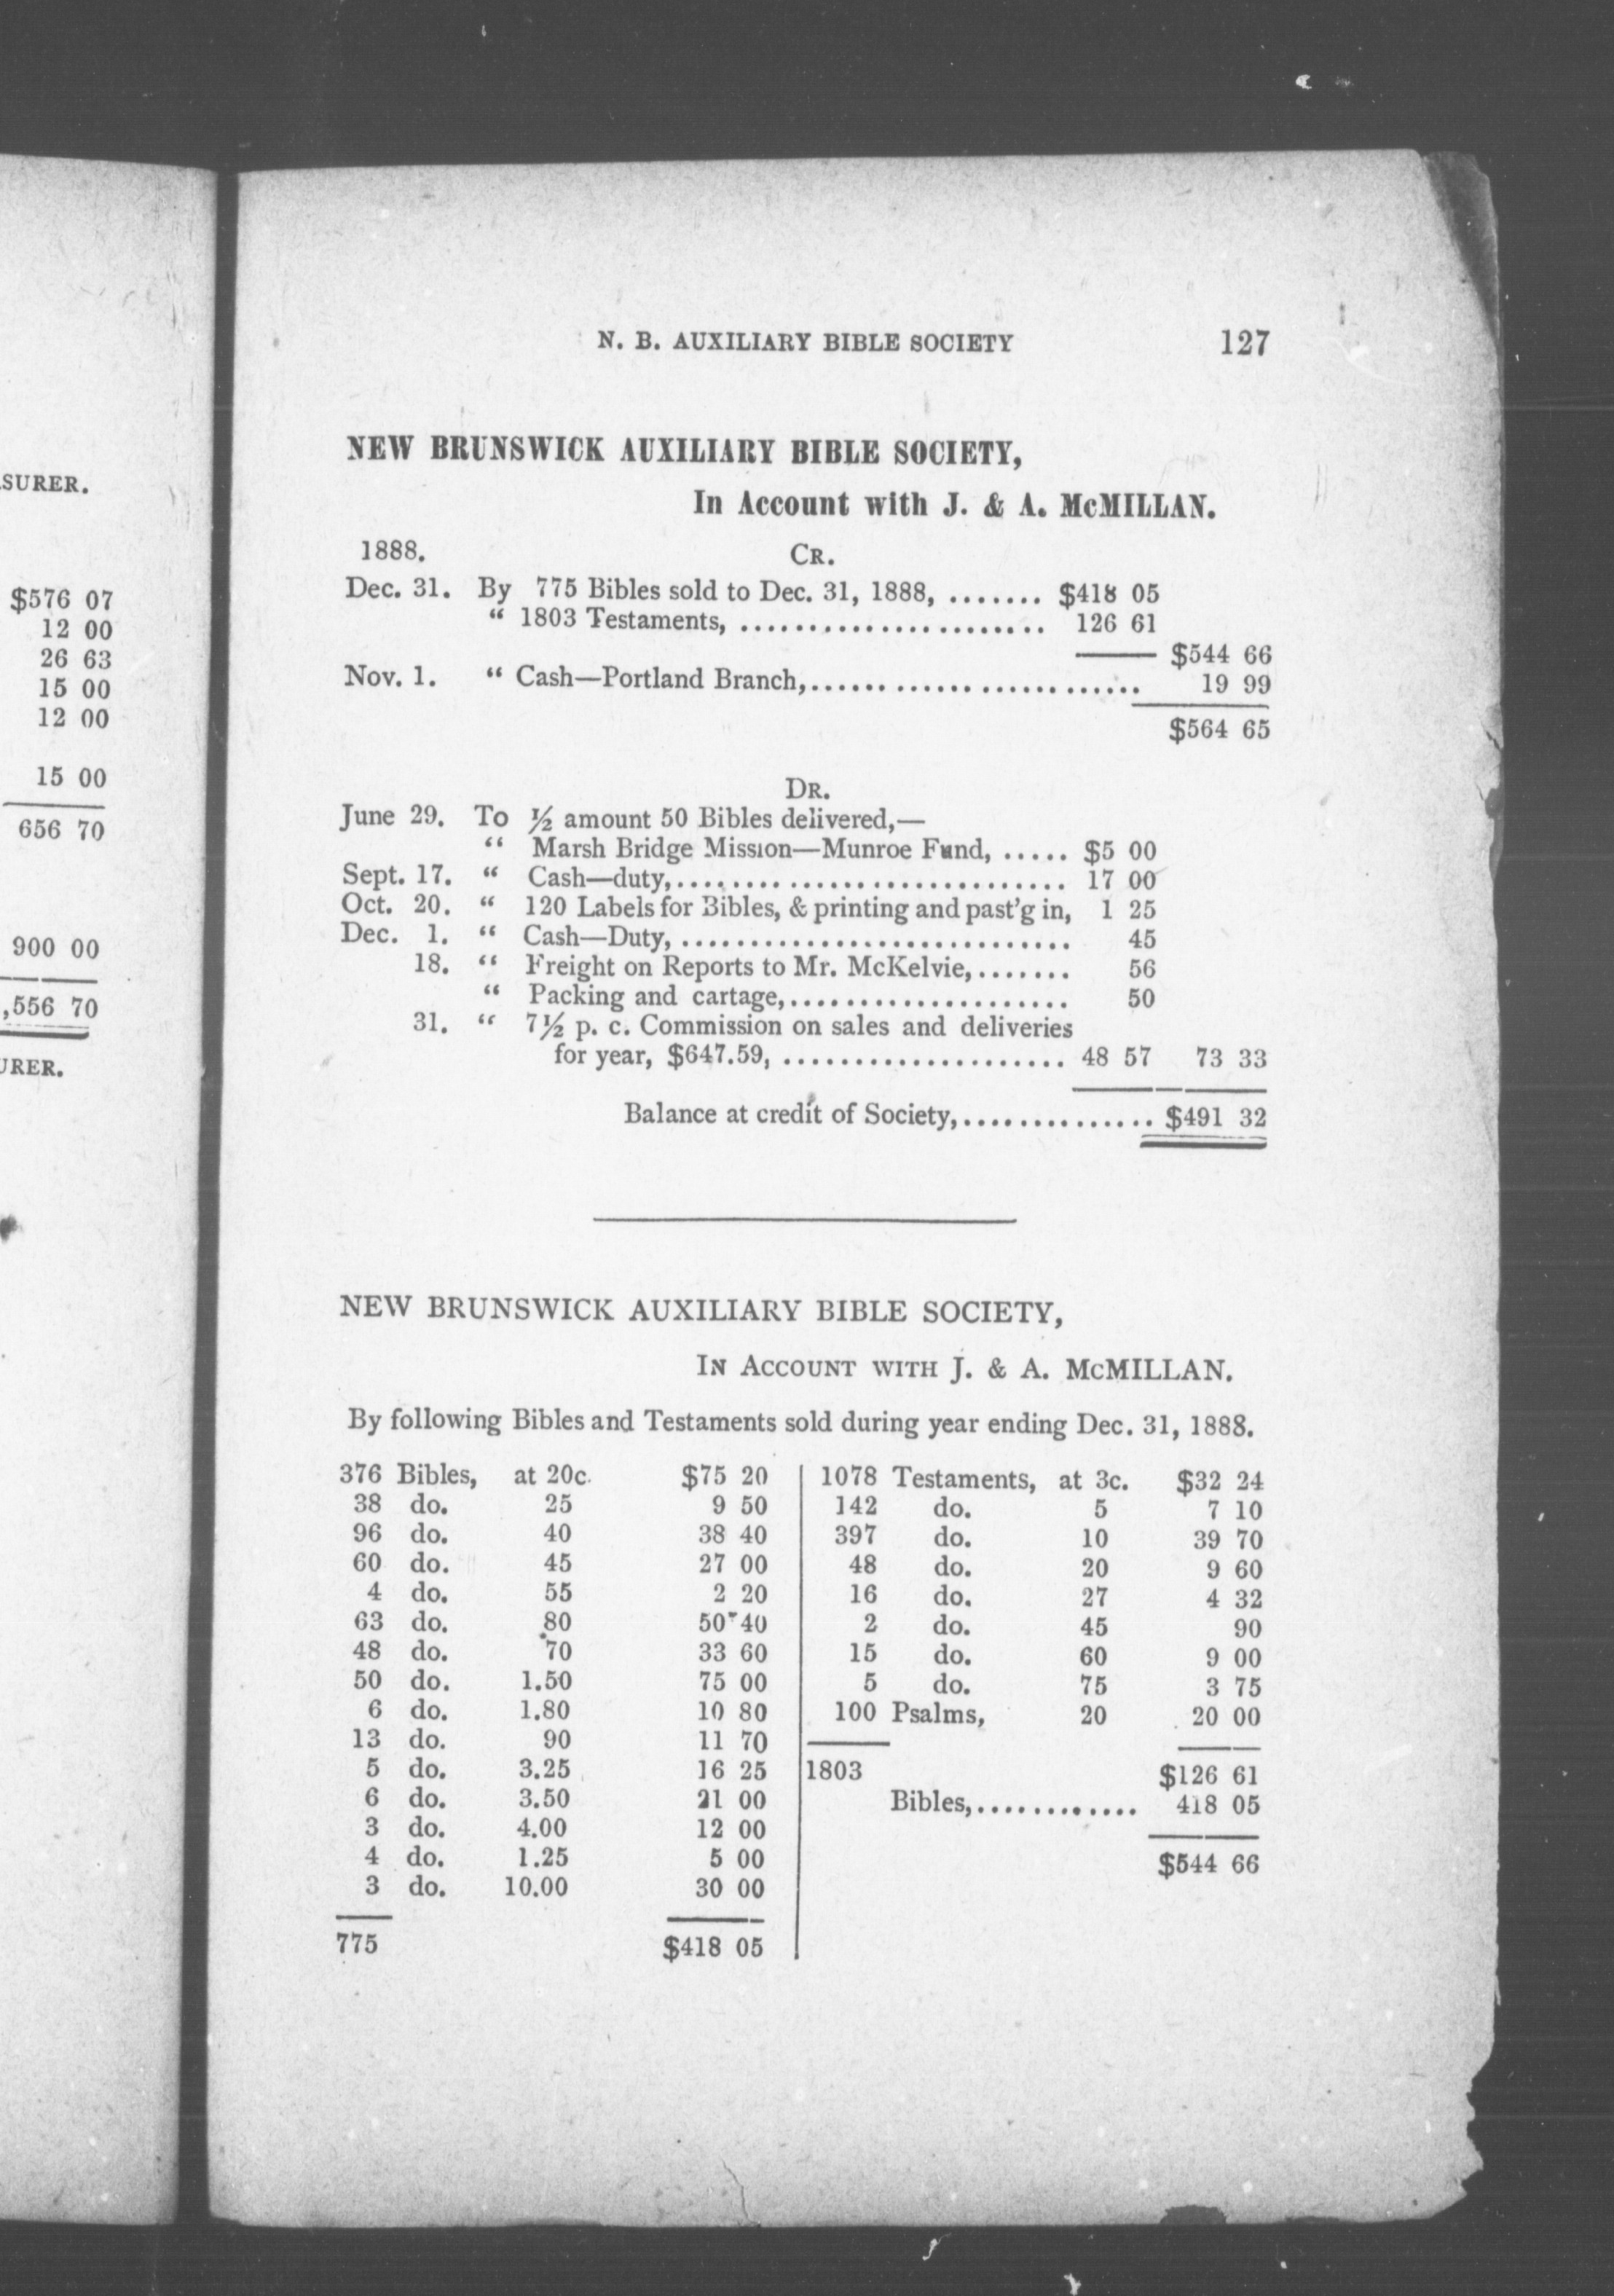 SURER.
$576 07
12 00
26 63
15 00
12 00
15 00
656 70
900 00
,556 70
URER.
N. B. AUXILIARY BIBLE SOCIETY 127
NEW BRUNSWICK AUXILIARY BIBLE SOCIETY,
In Account with J. & A. McMILLAN.
1888. CR.
Dec. 31. By 775 Bibles sold to Dec. 31, 1888, ....... $418 05
“ 1803 Testaments, ...................... 126 61
$544 66
Nov. 1. “ Cash—Portland Branch,........................ 19 99
$564 65
DR.
June 29. To ½ amount 50 Bibles delivered,—
“ Marsh Bridge Mission—Munroe Fund, ..... $5 00
Sept. 17. “ Cash—duty,............................ 17 00
Oct. 20. “ 120 Labels for Bibles, & printing and past'g in, 1 25
Dec. 1. “ Cash—Duty, ............................. 45
18. “ Freight on Reports to Mr. McKelvie,....... 56
“ Packing and cartage,..................... 50
31. “ 7½ p. c. Commission on sales and deliveries
for year, $647.59, .................... 48 57 73 33
Balance at credit of Society,.............. $491 32
NEW BRUNSWICK AUXILIARY BIBLE SOCIETY,
IN ACCOUNT WITH J. & A. McMILLAN.
By following Bibles and Testaments sold during year ending Dec. 31, 1888.
376 Bibles, at 20c. $75 20
38 do. 25 9 50
96 do. 40 38 40
60 do. 45 27 00
4 do. 55 2 20
63 do. 80 50 40
48 do. 70 33 60
50 do. 1.50 75 00
6 do. 1.80 10 80
13 do. 90 11 70
5 do. 3.25 16 25
6 do. 3.50 21 00
3 do. 4.00 12 00
4 do. 1.25 5 00
3 do. 10.00 30 00
775 $418 05
1078 Testaments, at 3c. $32 24
142 do. 5 7 10
397 do. 10 39 70
48 do. 20 9 60
16 do. 27 4 32
2 do. 45 90
15 do. 60 9 00
5 do. 75 3 75
100 Psalms, 20 20 00
1803 $126 61
Bibles,............ 418 05
$544 66